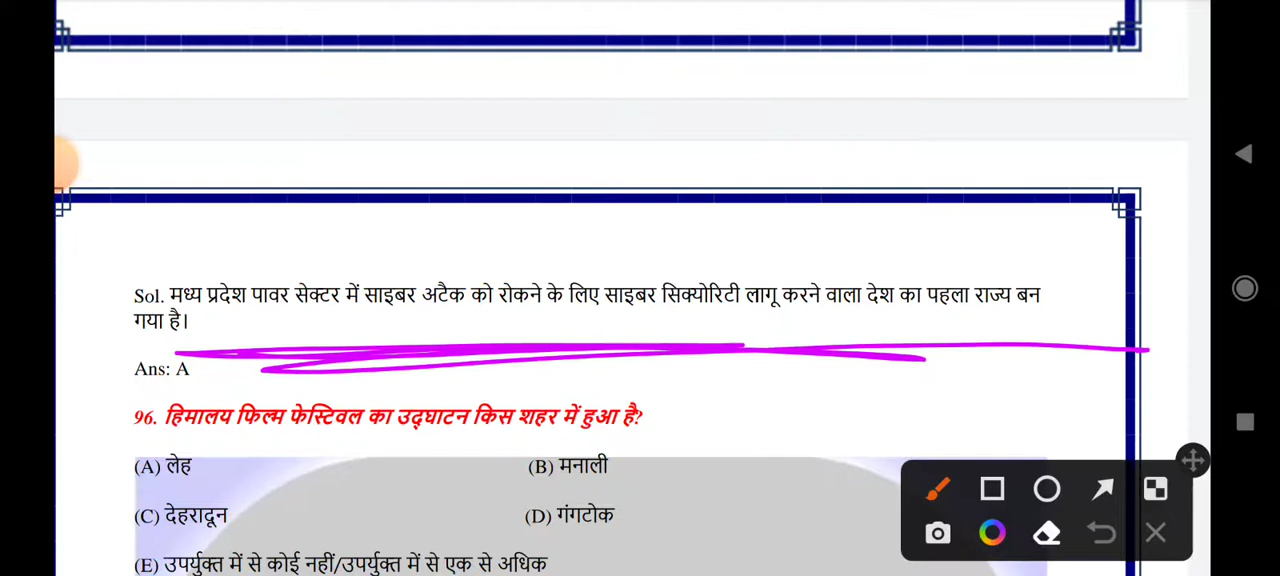 Sol. मध्य प्रदेश पावर सेक्टर में साइबर अटैक को रोकने के लिए साइबर सिक्योरिटी लागू करने वाला देश का पहला राज्य बन
गया है।
Ans: A
96. हिमालय फिल्म फेस्टिवल का उद्घाटन किस शहर में हुआ है?
(A) लेह (B) मनाली
(C) देहरादून (D) गंगटोक
(E) उपर्युक्त में से कोई नहीं/उपर्युक्त में से एक से अधिक